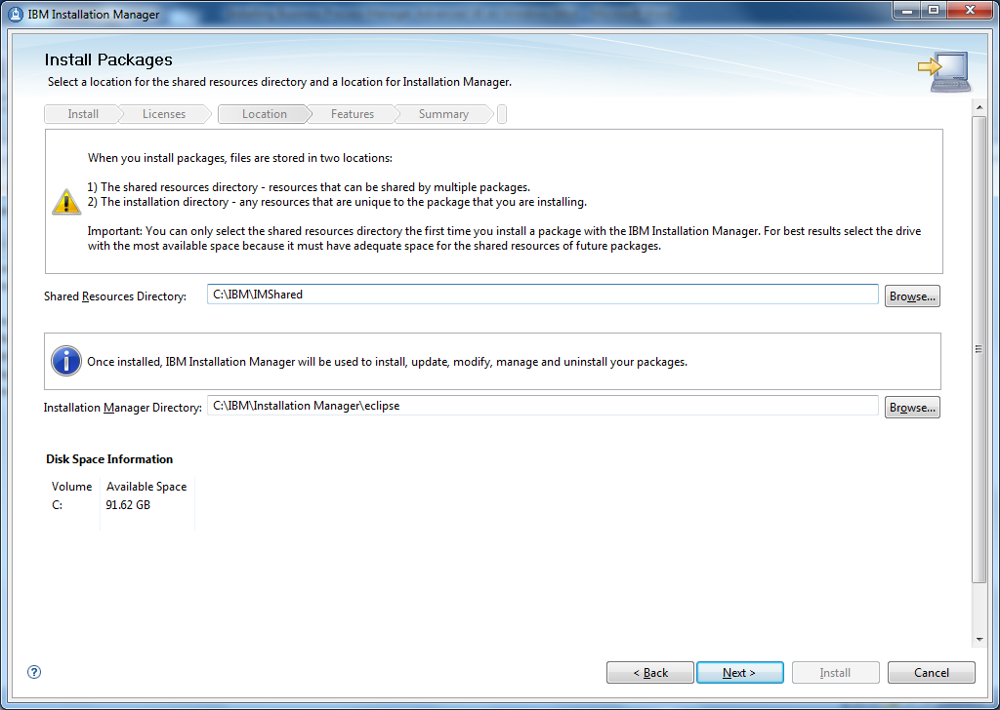 IBM Installation Manager
Install Packages
Select a location for the shared resources directory and a location for Installation Manager.
Install Licenses Location Features Summary
When you install packages, files are stored in two locations:
1) The shared resources directory - resources that can be shared by multiple packages.
2) The installation directory - any resources that are unique to the package that you are installing.
Important: You can only select the shared resources directory the first time you install a package with the IBM Installation Manager. For best results select the drive
with the most available space because it must have adequate space for the shared resources of future packages.
Shared Resources Directory: C:\IBM\IMShared Browse...
Once installed, IBM Installation Manager will be used to install, update, modify, manage and uninstall your packages.
Installation Manager Directory: C:\IBM\Installation Manager\eclipse Browse...
Disk Space Information
Volume Available Space
C: 91.62 GB
? < Back Next > Install Cancel